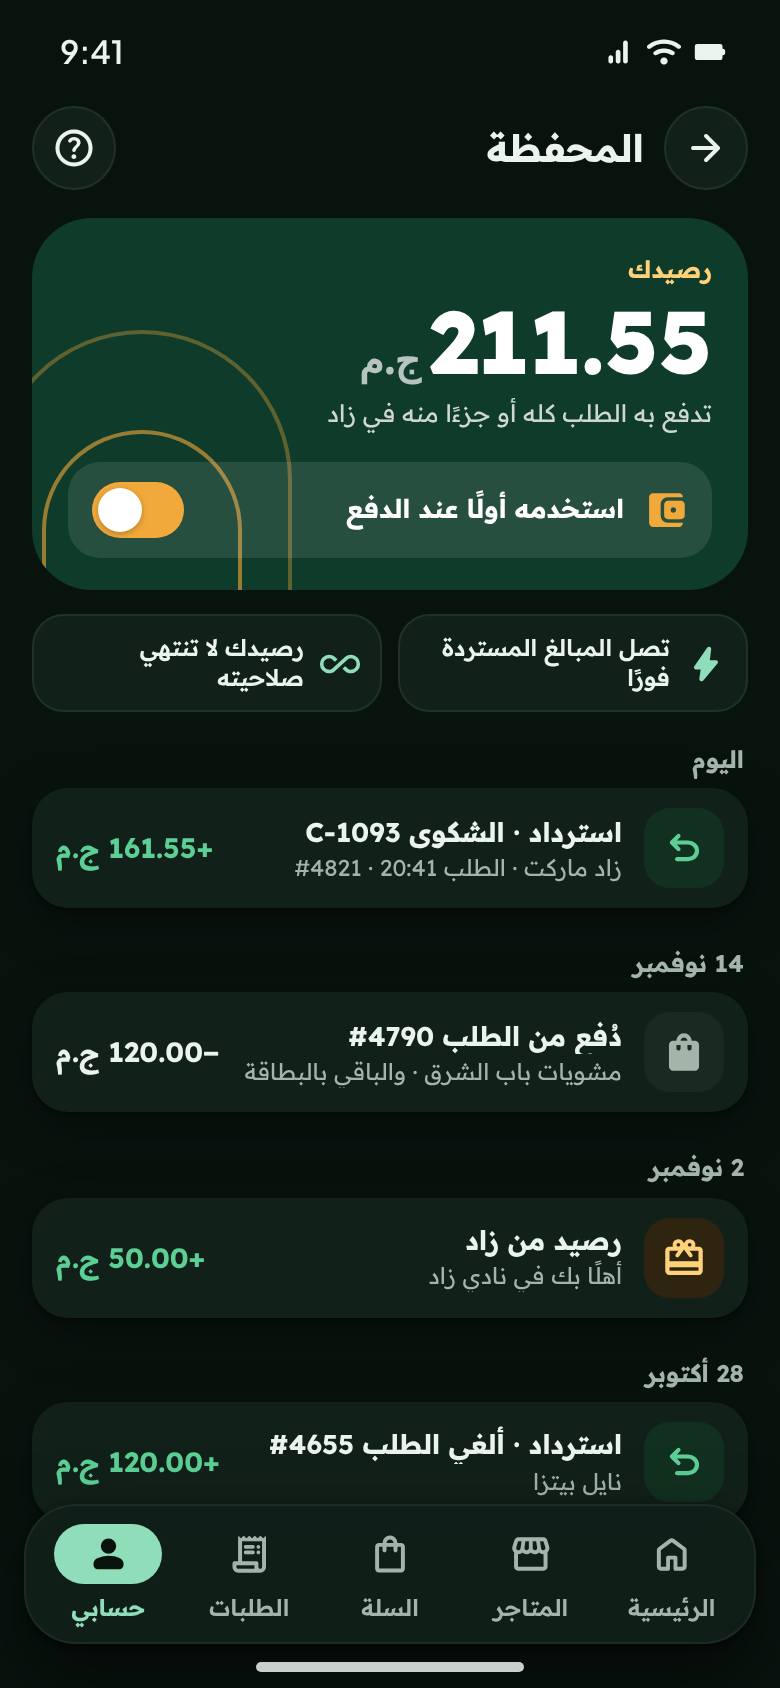 9:41
المحفظة
رصيدك
211.55 ج.م
تدفع به الطلب كله أو جزءًا منه في زاد
استخدمه أولًا عند الدفع
تصل المبالغ المستردة
فورًا
رصيدك لا تنتهي
صلاحيته
اليوم
استرداد · الشكوى C-1093
+161.55 ج.م
زاد ماركت · الطلب #4821 · 20:41
14 نوفمبر
دُفع من الطلب #4790
−120.00 ج.م
مشويات باب الشرق · والباقي بالبطاقة
2 نوفمبر
رصيد من زاد
+50.00 ج.م
أهلًا بك في نادي زاد
28 أكتوبر
استرداد · ألغي الطلب #4655
+120.00 ج.م
نايل بيتزا
الرئيسية
المتاجر
السلة
الطلبات
حسابي